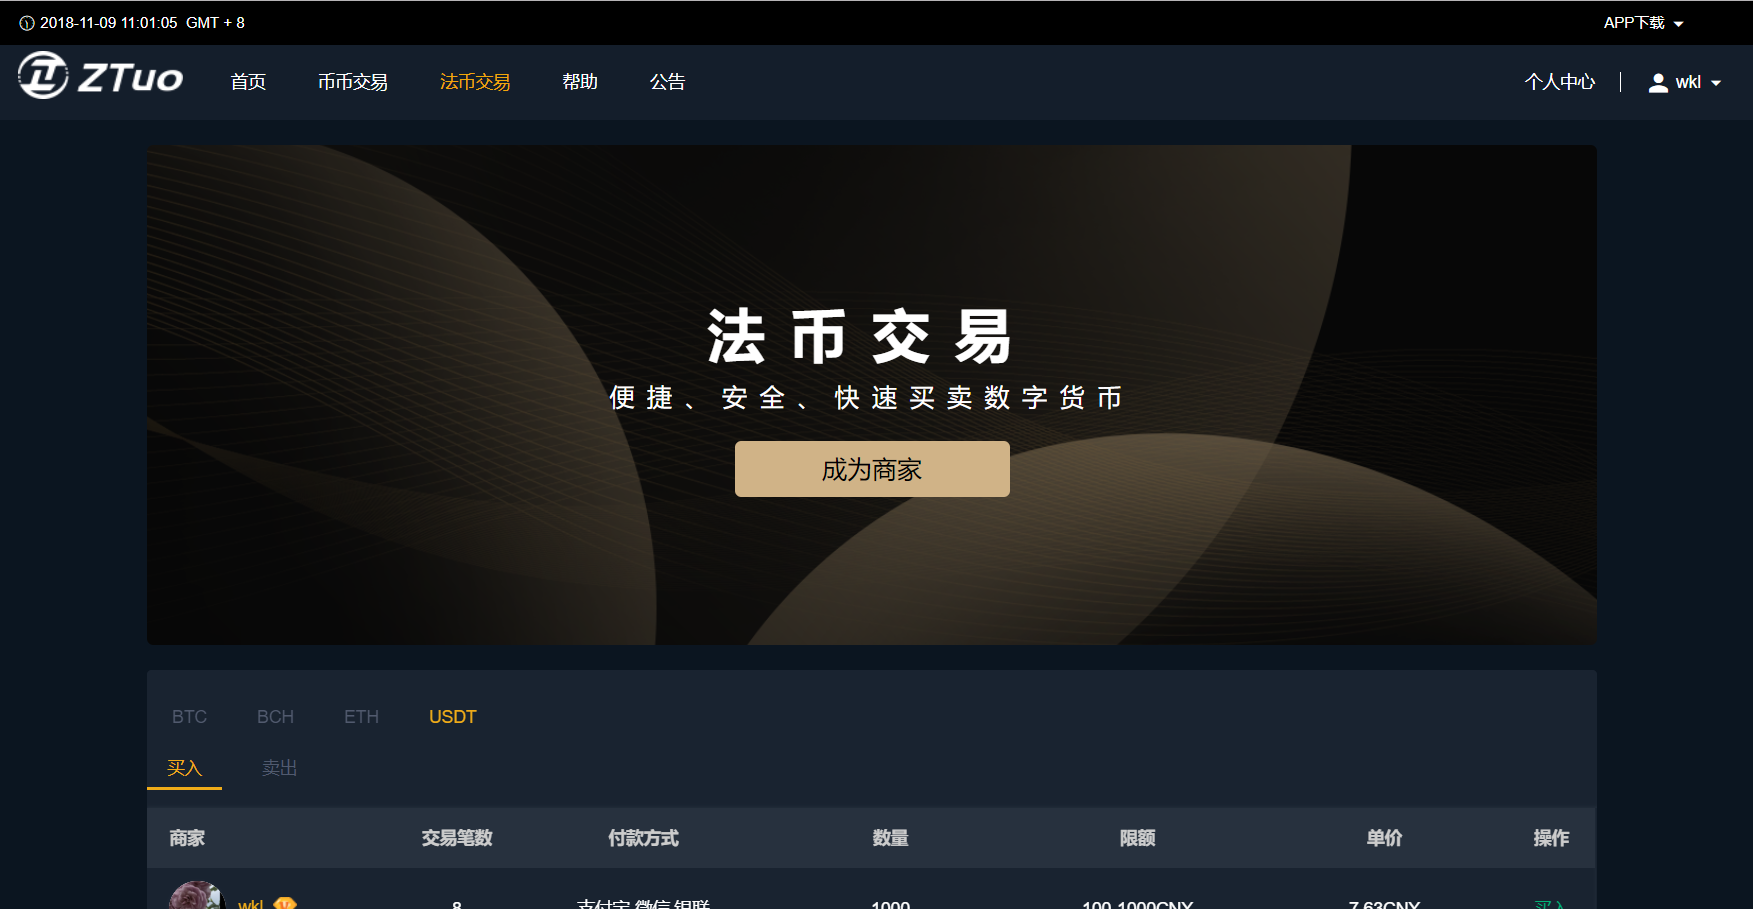 2018-11-09 11:01:05 GMT + 8 APP下载
ZTuo 首页 币币交易 法币交易 帮助 公告 个人中心 wkl
法币交易
便捷、安全、快速买卖数字货币
成为商家
BTC BCH ETH USDT
买入 卖出
商家 交易笔数 付款方式 数量 限额 单价 操作
wkl 8 支付宝 微信 银联 1000 100-1000CNY 7.63CNY 买入